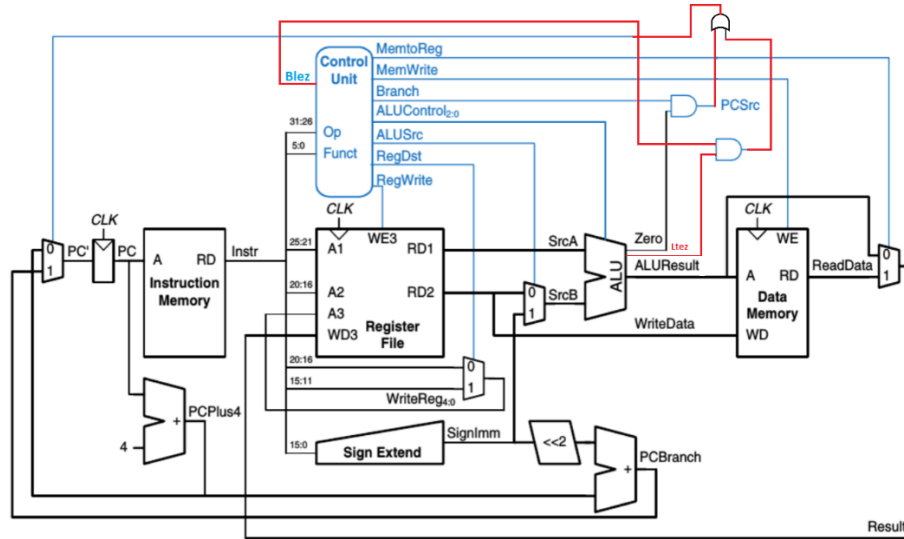 MemtoReg
Control
Unit
MemWrite
Blez
Branch
PCSrc
ALUControl2:0
31:26
Op
ALUSrc
5:0
Funct
RegDst
RegWrite
CLK
CLK
CLK
25:21
A1
WE3
RD1
SrcA
Zero
Ltez
WE
0
PC'
PC
1
A
RD
Instr
Instruction
Memory
20:16
A2
RD2
0
SrcB
1
ALU
ALUResult
A
RD
ReadData
0
1
A3
Data
Memory
WD3
Register
File
WriteData
WD
20:16
0
15:11
1
WriteReg4:0
PCPlus4
+
4
15:0
Sign Extend
SignImm
<<2
PCBranch
+
Result